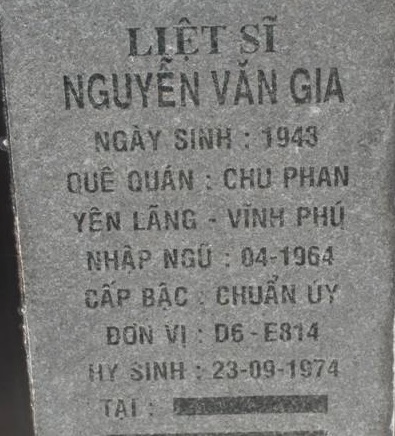 LIỆT SĨ
NGUYỄN VĂN GIA
NGÀY SINH : 1943
QUÊ QUÁN : CHU PHAN
YÊN LÃNG - VĨNH PHÚ
NHẬP NGŨ : 04-1964
CẤP BẬC : CHUẨN ÚY
ĐƠN VỊ : D6 - E814
HY SINH : 23-09-1974
TẠI :